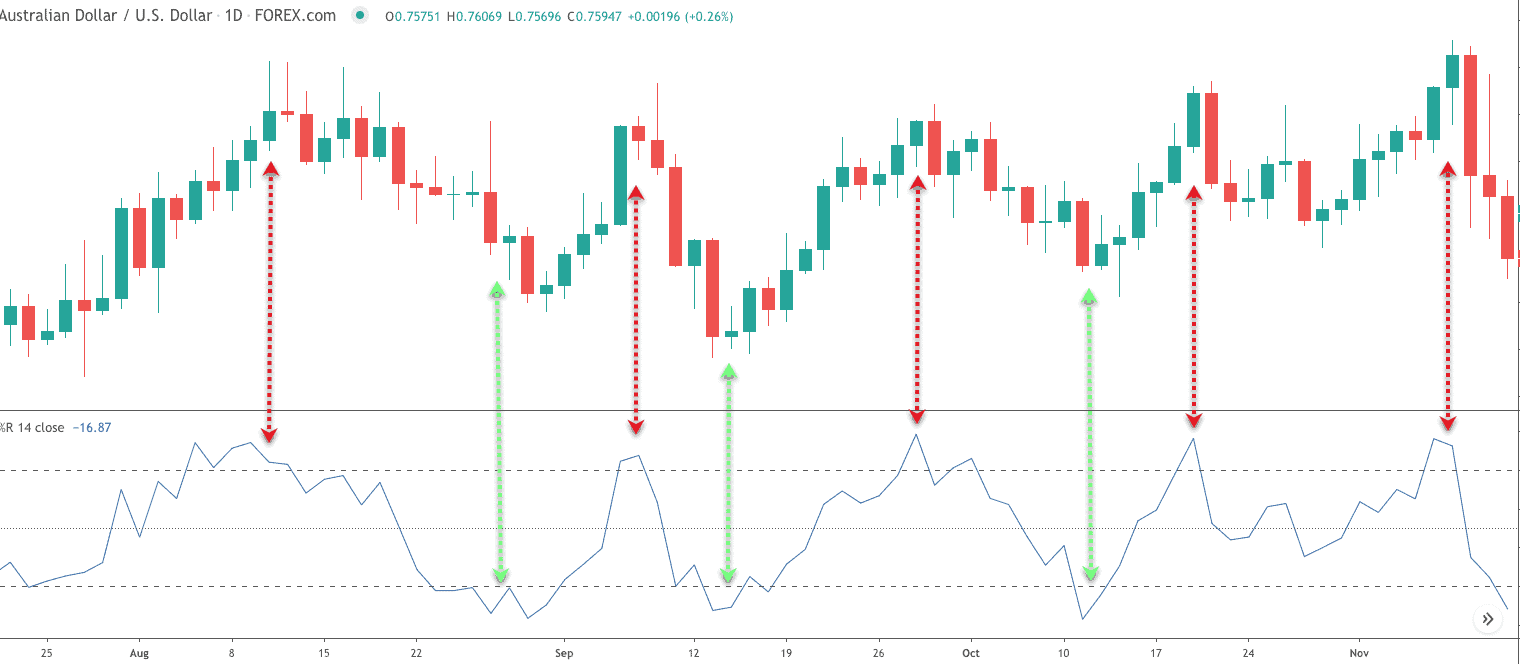 Australian Dollar / U.S. Dollar · 1D · FOREX.com O0.75751 H0.76069 L0.75696 C0.75947 +0.00196 (+0.26%)
%R 14 close −16.87
25 Aug 8 15 22 Sep 12 19 26 Oct 10 17 24 Nov